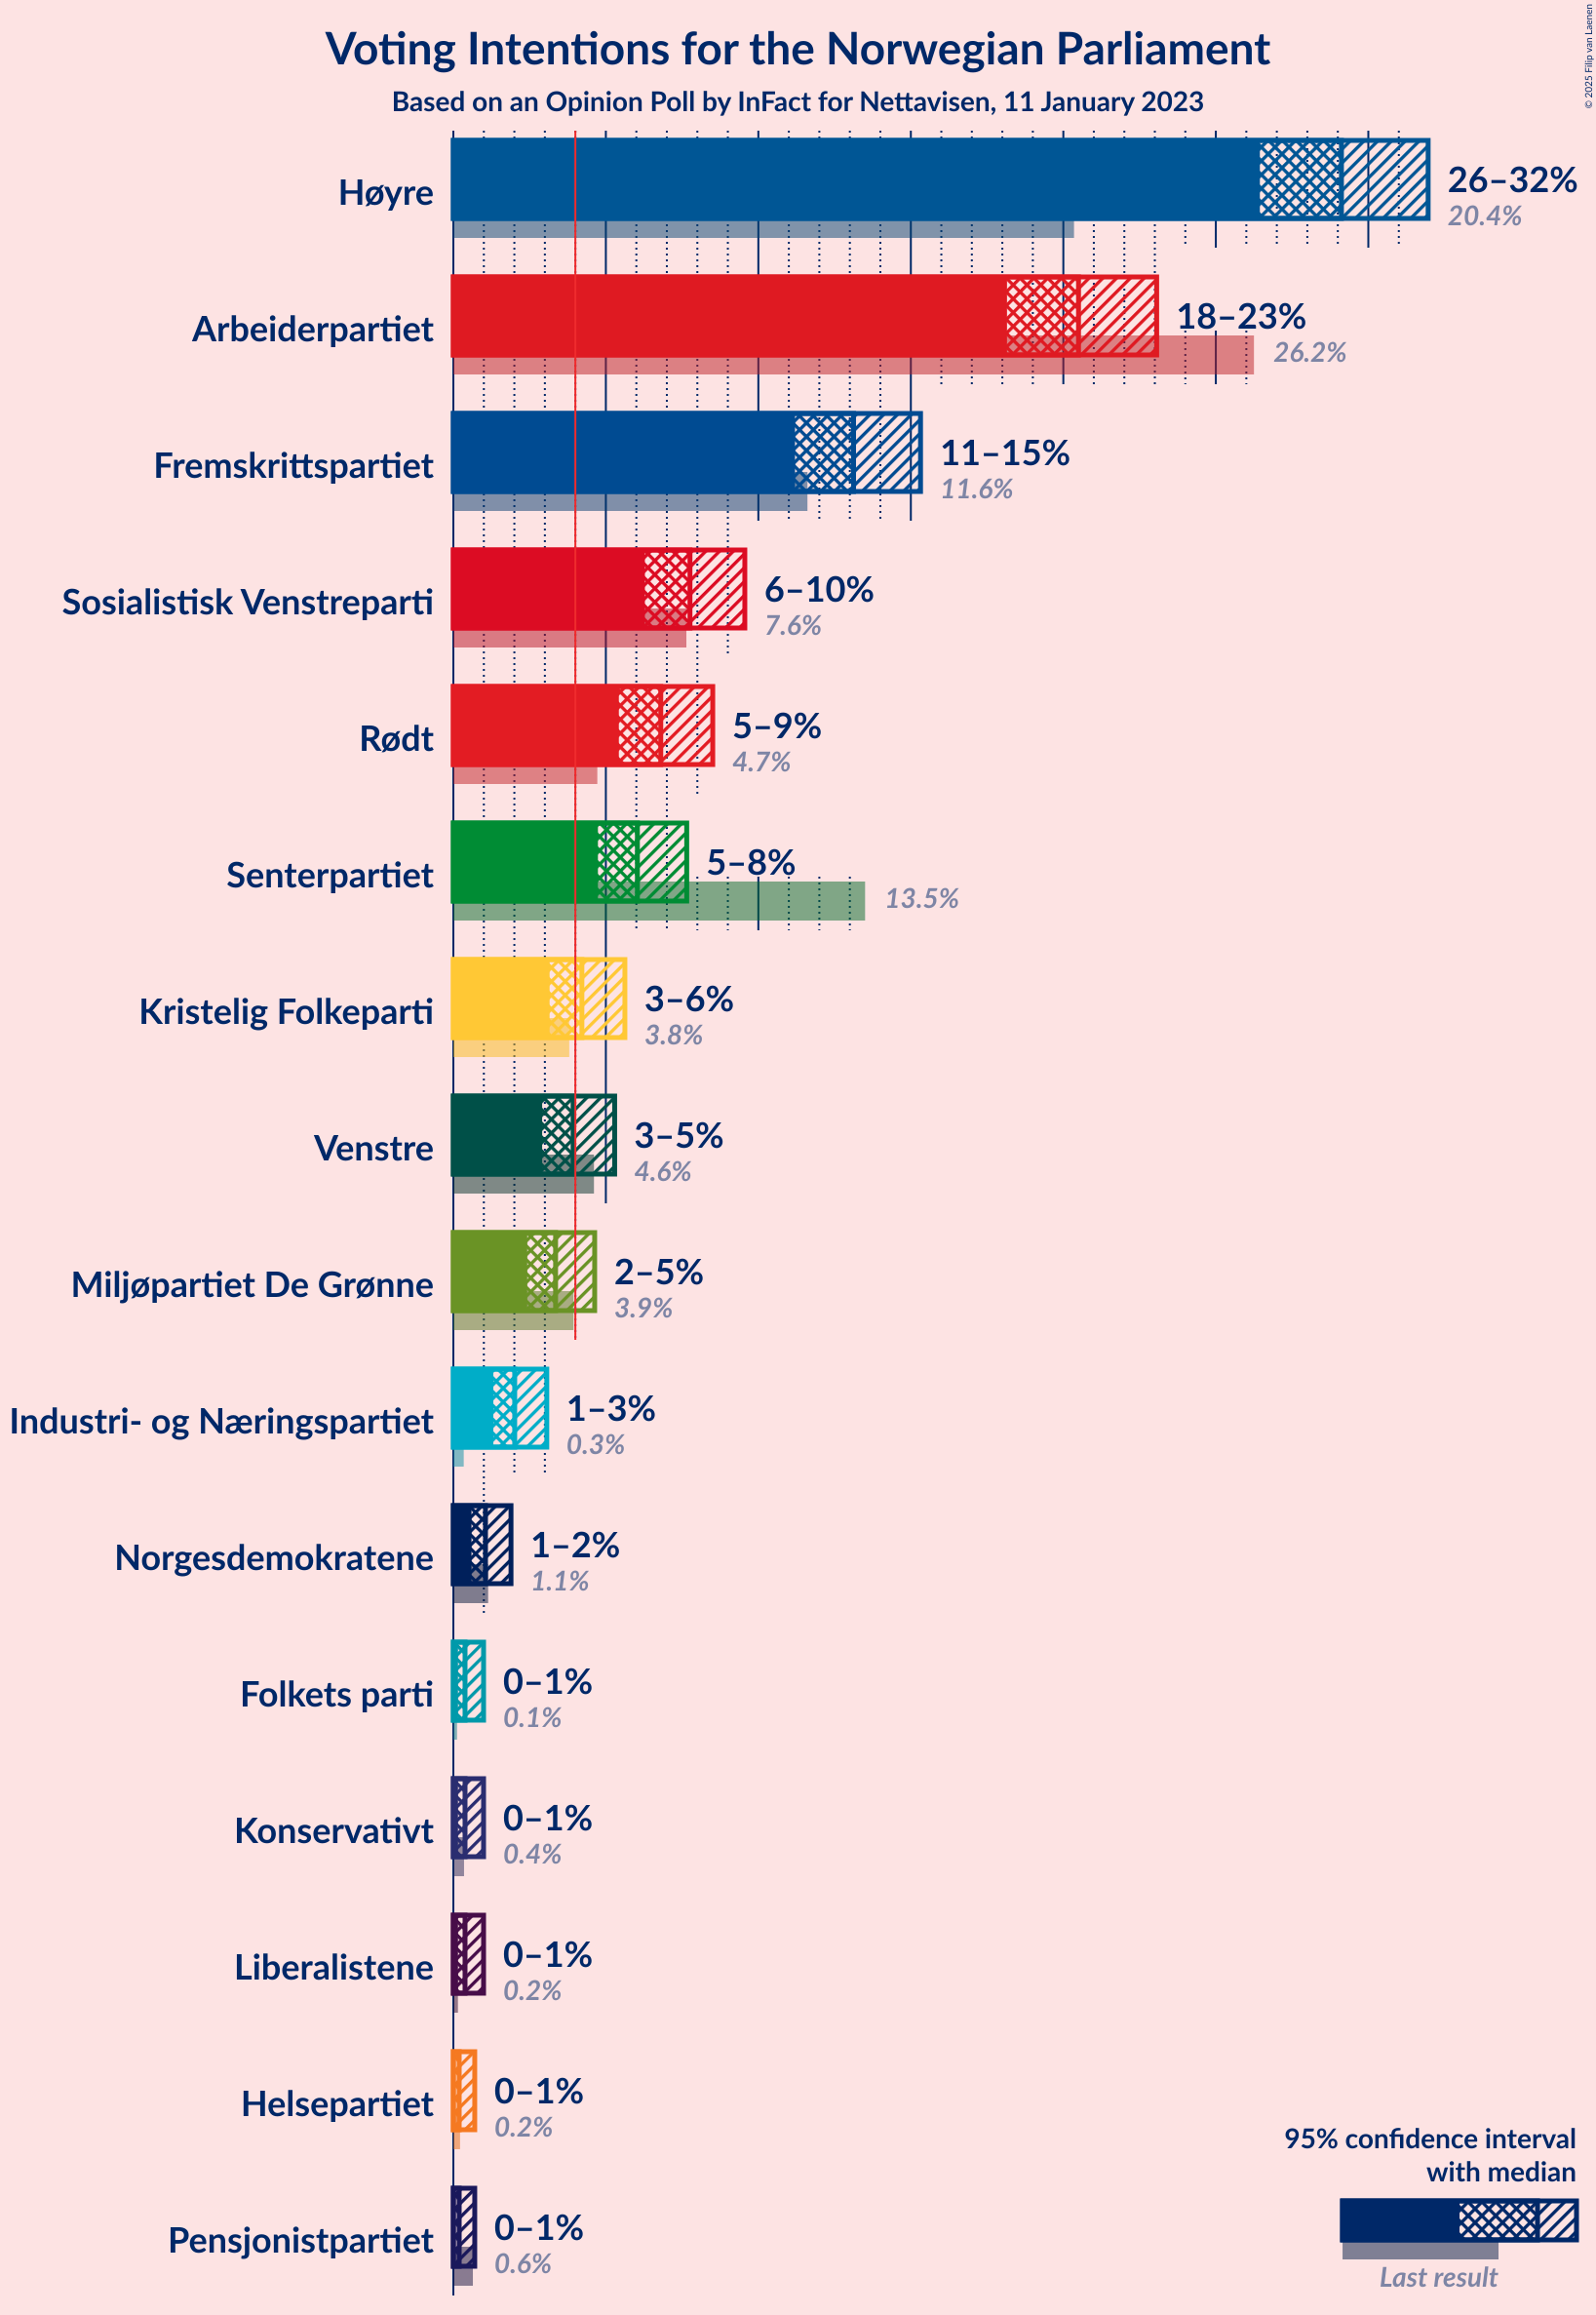 Voting Intentions for the Norwegian Parliament
Based on an Opinion Poll by InFact for Nettavisen, 11 January 2023
© 2025 Filip van Laenen
Høyre
26–32%
20.4%
Arbeiderpartiet
18–23%
26.2%
Fremskrittspartiet
11–15%
11.6%
Sosialistisk Venstreparti
6–10%
7.6%
Rødt
5–9%
4.7%
Senterpartiet
5–8%
13.5%
Kristelig Folkeparti
3–6%
3.8%
Venstre
3–5%
4.6%
Miljøpartiet De Grønne
2–5%
3.9%
Industri- og Næringspartiet
1–3%
0.3%
Norgesdemokratene
1–2%
1.1%
Folkets parti
0–1%
0.1%
Konservativt
0–1%
0.4%
Liberalistene
0–1%
0.2%
Helsepartiet
0–1%
0.2%
Pensjonistpartiet
0–1%
0.6%
95% confidence interval
with median
Last result